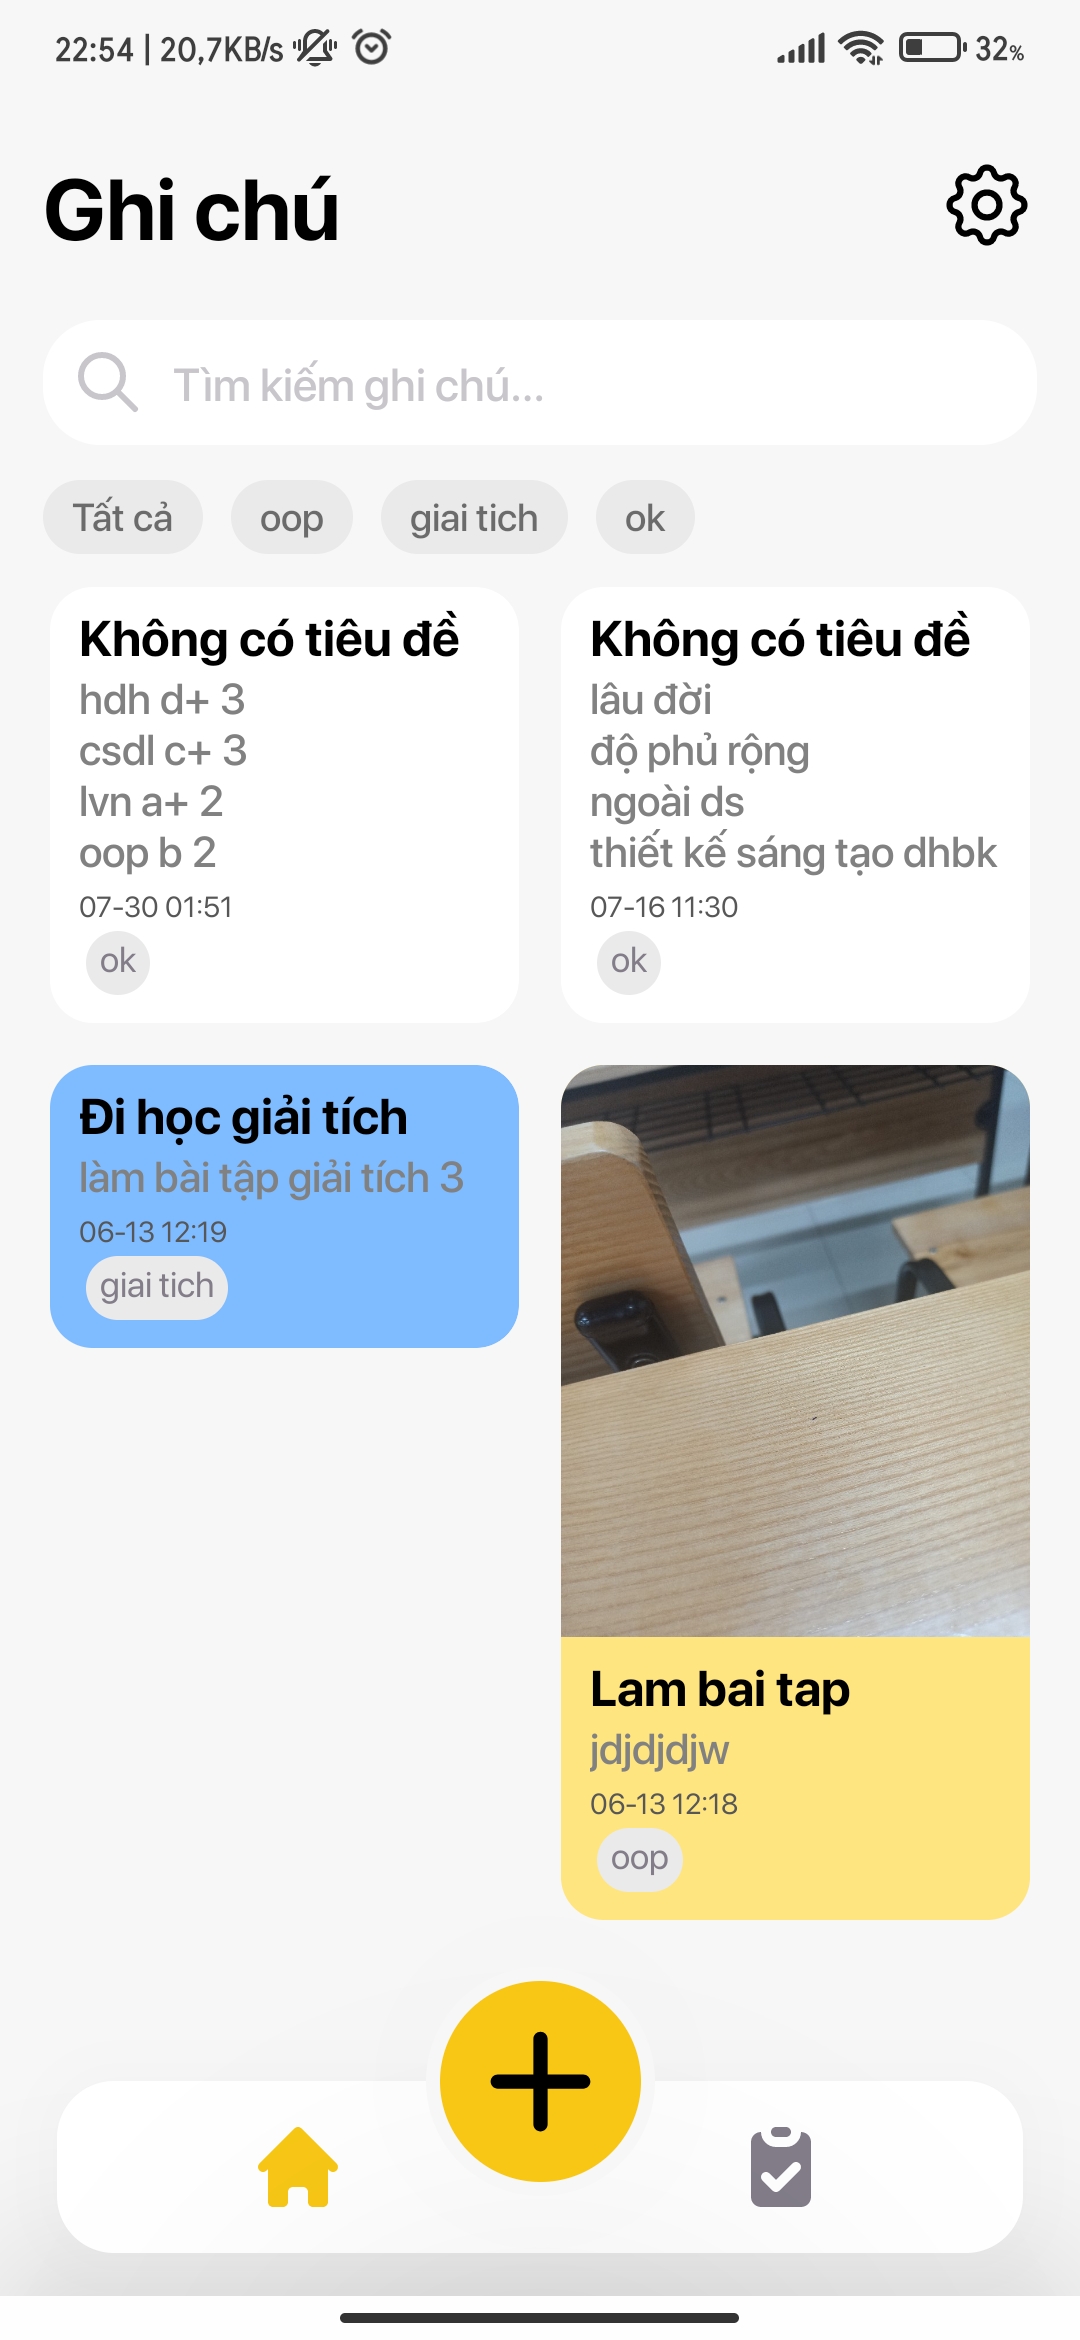 22:54 | 20,7KB/s 32%
Ghi chú
Tìm kiếm ghi chú...
Tất cả oop giai tich ok
Không có tiêu đề
hdh d+ 3
csdl c+ 3
lvn a+ 2
oop b 2
07-30 01:51
ok
Không có tiêu đề
lâu đời
độ phủ rộng
ngoài ds
thiết kế sáng tạo dhbk
07-16 11:30
ok
Đi học giải tích
làm bài tập giải tích 3
06-13 12:19
giai tich
Lam bai tap
jdjdjdjw
06-13 12:18
oop